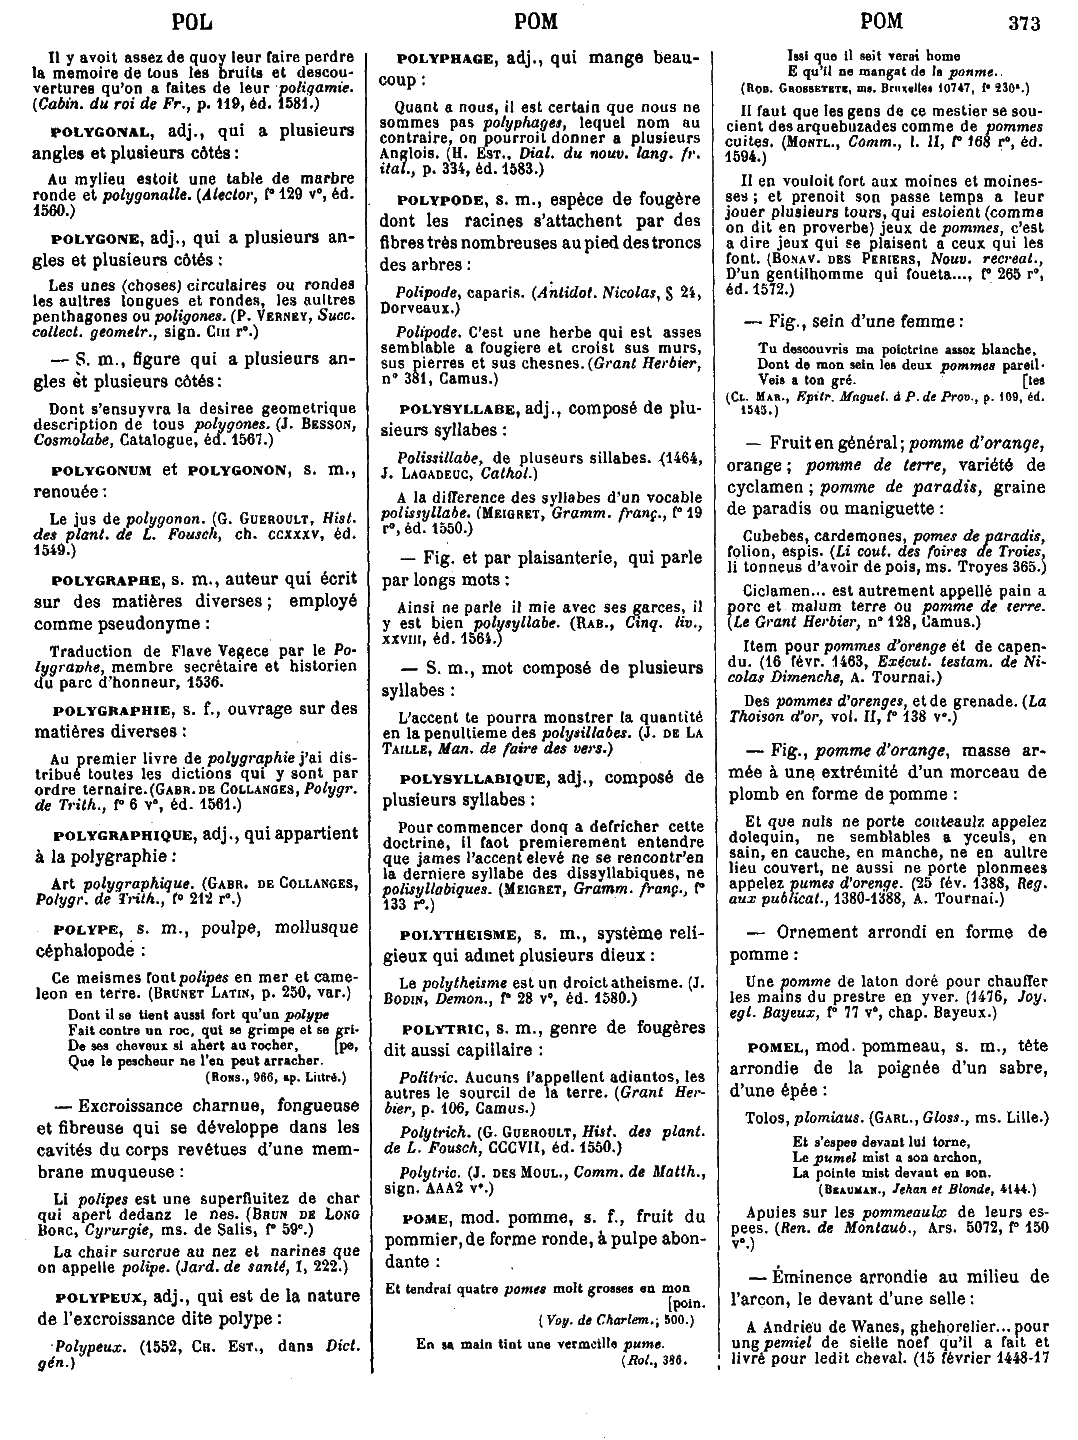 POL
POM
POM
373
Il y avoit assez de quoy leur faire perdre
la memoire de tous les bruits et descou-
vertures qu'on a faites de leur poligamie.
(Cabin. du roi de Fr., p. 119, éd. 1581.)
POLYGONAL, adj., qui a plusieurs
angles et plusieurs côtés :
Au mylieu estoit une table de marbre
ronde et polygonalle. (Alector, f° 129 v°, éd.
1560.)
POLYGONE, adj., qui a plusieurs an-
gles et plusieurs côtés :
Les unes (choses) circulaires ou rondes
les aultres longues et rondes, les aultres
penthagones ou poligones. (P. VERNEY, Succ.
collect. geometr., sign. CIII r°.)
— S. m., figure qui a plusieurs an-
gles èt plusieurs côtés :
Dont s'ensuyvra la desiree geometrique
description de tous polygones. (J. BESSON,
Cosmolabe, Catalogue, éd. 1567.)
POLYGONUM et POLYGONON, s. m.,
renouée :
Le jus de polygonon. (G. GUEROULT, Hist.
des plant. de L. Fousch, ch. CCXXXV, éd.
1549.)
POLYGRAPHE, s. m., auteur qui écrit
sur des matières diverses ; employé
comme pseudonyme :
Traduction de Flave Vegece par le Po-
lygraphe, membre secrétaire et historien
du parc d'honneur, 1536.
POLYGRAPHIE, s. f., ouvrage sur des
matières diverses :
Au premier livre de polygraphie j'ai dis-
tribué toutes les dictions qui y sont par
ordre ternaire. (GABR. DE COLLANGES, Polygr.
de Trith., f° 6 v°, éd. 1561.)
POLYGRAPHIQUE, adj., qui appartient
à la polygraphie :
Art polygraphique. (GABR. DE COLLANGES,
Polygr. de Trith., f° 212 r°.)
POLYPE, s. m., poulpe, mollusque
céphalopode :
Ce meismes font polipes en mer et came-
leon en terre. (BRUNET LATIN, p. 250, var.)
Dont il se tient aussi fort qu'un polype
Fait contre un roc, qui se grimpe et se gri-
De ses cheveux si ahert au rocher, [pe,
Que le pescheur ne l'en peut arracher.
(RONS., 966, ap. Littré.)
— Excroissance charnue, fongueuse
et fibreuse qui se développe dans les
cavités du corps revêtues d'une mem-
brane muqueuse :
Li polipes est une superfluitez de char
qui apert dedanz le nes. (BRUN DE LONG
BORC, Cyrurgie, ms. de Salis, f° 59c.)
La chair surcrue au nez et narines que
on appelle polipe. (Jard. de santé, I, 222.)
POLYPEUX, adj., qui est de la nature
de l'excroissance dite polype :
Polypeux. (1552, CH. EST., dans Dict.
gén.)
POLYPHAGE, adj., qui mange beau-
coup :
Quant a nous, il est certain que nous ne
sommes pas polyphages, lequel nom au
contraire, on pourroit donner a plusieurs
Anglois. (H. EST., Dial. du nouv. lang. fr.
ital., p. 334, éd. 1583.)
POLYPODE, s. m., espèce de fougère
dont les racines s'attachent par des
fibres très nombreuses au pied des troncs
des arbres :
Polipode, caparis. (Antidot. Nicolas, § 24,
Dorveaux.)
Polipode. C'est une herbe qui est asses
semblable a fougiere et croist sus murs,
sus pierres et sus chesnes. (Grant Herbier,
n° 381, Camus.)
POLYSYLLABE, adj., composé de plu-
sieurs syllabes :
Polissillabe, de pluseurs sillabes. (1464,
J. LAGADEUC, Cathol.)
A la difference des syllabes d'un vocable
polissyllabe. (MEIGRET, Gramm. franç., f° 19
r°, éd. 1550.)
— Fig. et par plaisanterie, qui parle
par longs mots :
Ainsi ne parle il mie avec ses garces, il
y est bien polysyllabe. (RAB., Cinq. liv.,
XXVIII, éd. 1564.)
— S. m., mot composé de plusieurs
syllabes :
L'accent te pourra monstrer la quantité
en la penultieme des polysillabes. (J. DE LA
TAILLE, Man. de faire des vers.)
POLYSYLLABIQUE, adj., composé de
plusieurs syllabes :
Pour commencer donq a defricher cette
doctrine, il faot premierement entendre
que james l'accent elevé ne se rencontr'en
la derniere syllabe des dissyllabiques, ne
polisyllabiques. (MEIGRET, Gramm. franç., f°
133 r°.)
POLYTHEISME, s. m., système reli-
gieux qui admet plusieurs dieux :
Le polytheisme est un droict atheisme. (J.
BODIN, Demon., f° 28 v°, éd. 1580.)
POLYTRIC, s. m., genre de fougères
dit aussi capillaire :
Politric. Aucuns l'appellent adiantos, les
autres le sourcil de la terre. (Grant Her-
bier, p. 106, Camus.)
Polytrich. (G. GUEROULT, Hist. des plant.
de L. Fousch, CCCVII, éd. 1550.)
Polytric. (J. DES MOUL., Comm. de Matth.,
sign. AAA2 v°.)
POME, mod. pomme, s. f., fruit du
pommier, de forme ronde, à pulpe abon-
dante :
Et tendrai quatre pomes molt grosses en mon
[poin.
(Voy. de Charlem., 500.)
En sa main tint une vermeille pume.
(Rol., 386.
Issi que il seit verai home
E qu'il ne mangat de la ponme.
(ROB. GROSSETETE, ms. Bruxelles 10747, f° 230a.)
Il faut que les gens de ce mestier se sou-
cient des arquebuzades comme de pommes
cuites. (MONTL., Comm., l. II, f° 168 r°, éd.
1594.)
Il en vouloit fort aux moines et moines-
ses ; et prenoit son passe temps a leur
jouer plusieurs tours, qui estoient (comme
on dit en proverbe) jeux de pommes, c'est
a dire jeux qui se plaisent a ceux qui les
font. (BONAV. DES PERIERS, Nouv. recreat.,
D'un gentilhomme qui foueta..., f° 265 r°,
éd. 1572.)
— Fig., sein d'une femme :
Tu descouvris ma poictrine assez blanche,
Dont de mon sein les deux pommes pareil-
Veis a ton gré. [les
(CL. MAR., Epitr. Maguel. à P. de Prov., p. 109, éd.
1543.)
— Fruit en général ; pomme d'orange,
orange ; pomme de terre, variété de
cyclamen ; pomme de paradis, graine
de paradis ou maniguette :
Cubebes, cardemones, pomes de paradis,
folion, espis. (Li cout. des foires de Troies,
li tonneus d'avoir de pois, ms. Troyes 365.)
Ciclamen... est autrement appellé pain a
porc et malum terre ou pomme de terre.
(Le Grant Herbier, n° 128, Camus.)
Item pour pommes d'orenge et de capen-
du. (16 févr. 1463, Exécut. testam. de Ni-
colas Dimenche, A. Tournai.)
Des pommes d'orenges, et de grenade. (La
Thoison d'or, vol. II, f° 138 v°.)
— Fig., pomme d'orange, masse ar-
mée à une extrémité d'un morceau de
plomb en forme de pomme :
Et que nuls ne porte couteaulz appelez
dolequin, ne semblables a yceuls, en
sain, en cauche, en manche, ne en aultre
lieu couvert, ne aussi ne porte plonmees
appelez pumes d'orenge. (25 fév. 1388, Reg.
aux publicat., 1380-1388, A. Tournai.)
— Ornement arrondi en forme de
pomme :
Une pomme de laton doré pour chauffer
les mains du prestre en yver. (1476, Joy.
egl. Bayeux, f° 77 v°, chap. Bayeux.)
POMEL, mod. pommeau, s. m., tête
arrondie de la poignée d'un sabre,
d'une épée :
Tolos, plomiaus. (GARL., Gloss., ms. Lille.)
Et s'espee devant lui torne,
Le pumel mist a son archon,
La pointe mist devant en son.
(BEAUMAN., Jehan et Blonde, 4144.)
Apuies sur les pommeaulx de leurs es-
pees. (Ren. de Montaub., Ars. 5072, f° 150
v°.)
— Éminence arrondie au milieu de
l'arçon, le devant d'une selle :
A Andrieu de Wanes, ghehorelier... pour
ung pemiel de sielle noef qu'il a fait et
livré pour ledit cheval. (15 février 1448-17